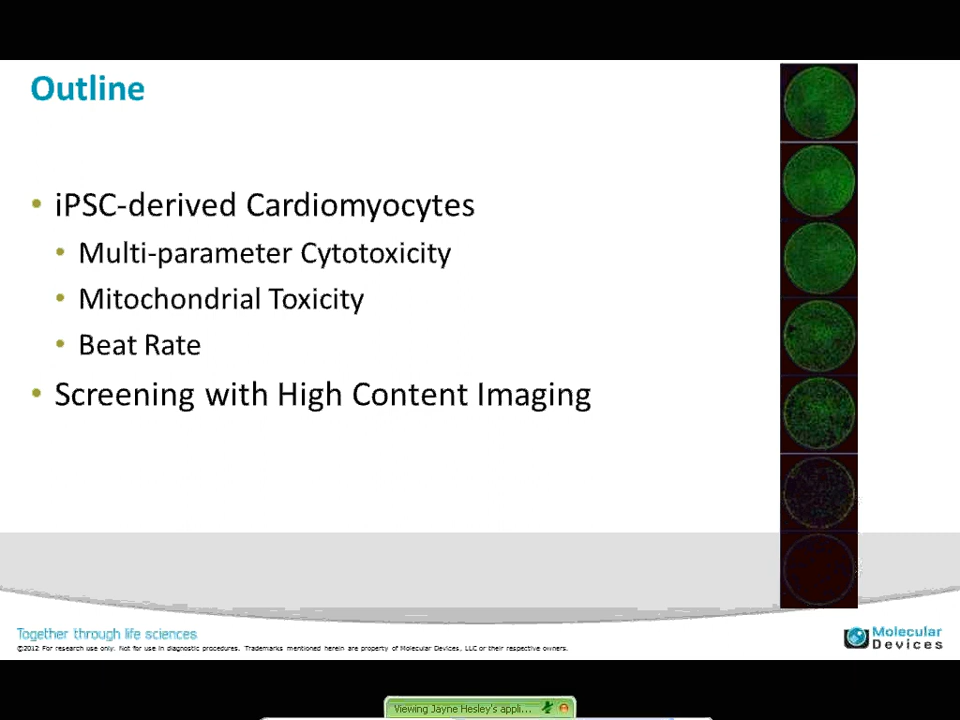 Outline
• iPSC-derived Cardiomyocytes
• Multi-parameter Cytotoxicity
• Mitochondrial Toxicity
• Beat Rate
• Screening with High Content Imaging
Together through life sciences
©2012 For research use only. Not for use in diagnostic procedures. Trademarks mentioned herein are property of Molecular Devices, LLC or their respective owners.
Molecular
Devices
Viewing Jayne Hesley's appli...